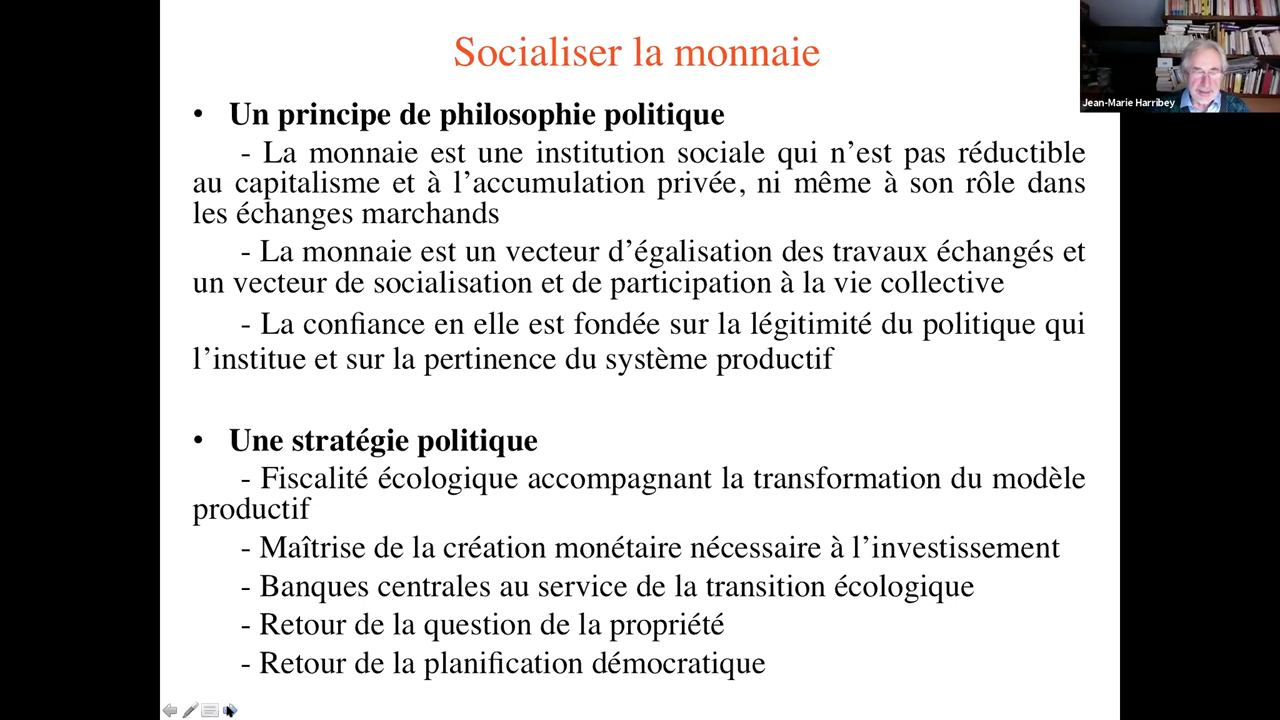 Socialiser la monnaie
Jean-Marie Harribey
• Un principe de philosophie politique
- La monnaie est une institution sociale qui n’est pas réductible
au capitalisme et à l’accumulation privée, ni même à son rôle dans
les échanges marchands
- La monnaie est un vecteur d’égalisation des travaux échangés et
un vecteur de socialisation et de participation à la vie collective
- La confiance en elle est fondée sur la légitimité du politique qui
l’institue et sur la pertinence du système productif
• Une stratégie politique
- Fiscalité écologique accompagnant la transformation du modèle
productif
- Maîtrise de la création monétaire nécessaire à l’investissement
- Banques centrales au service de la transition écologique
- Retour de la question de la propriété
- Retour de la planification démocratique